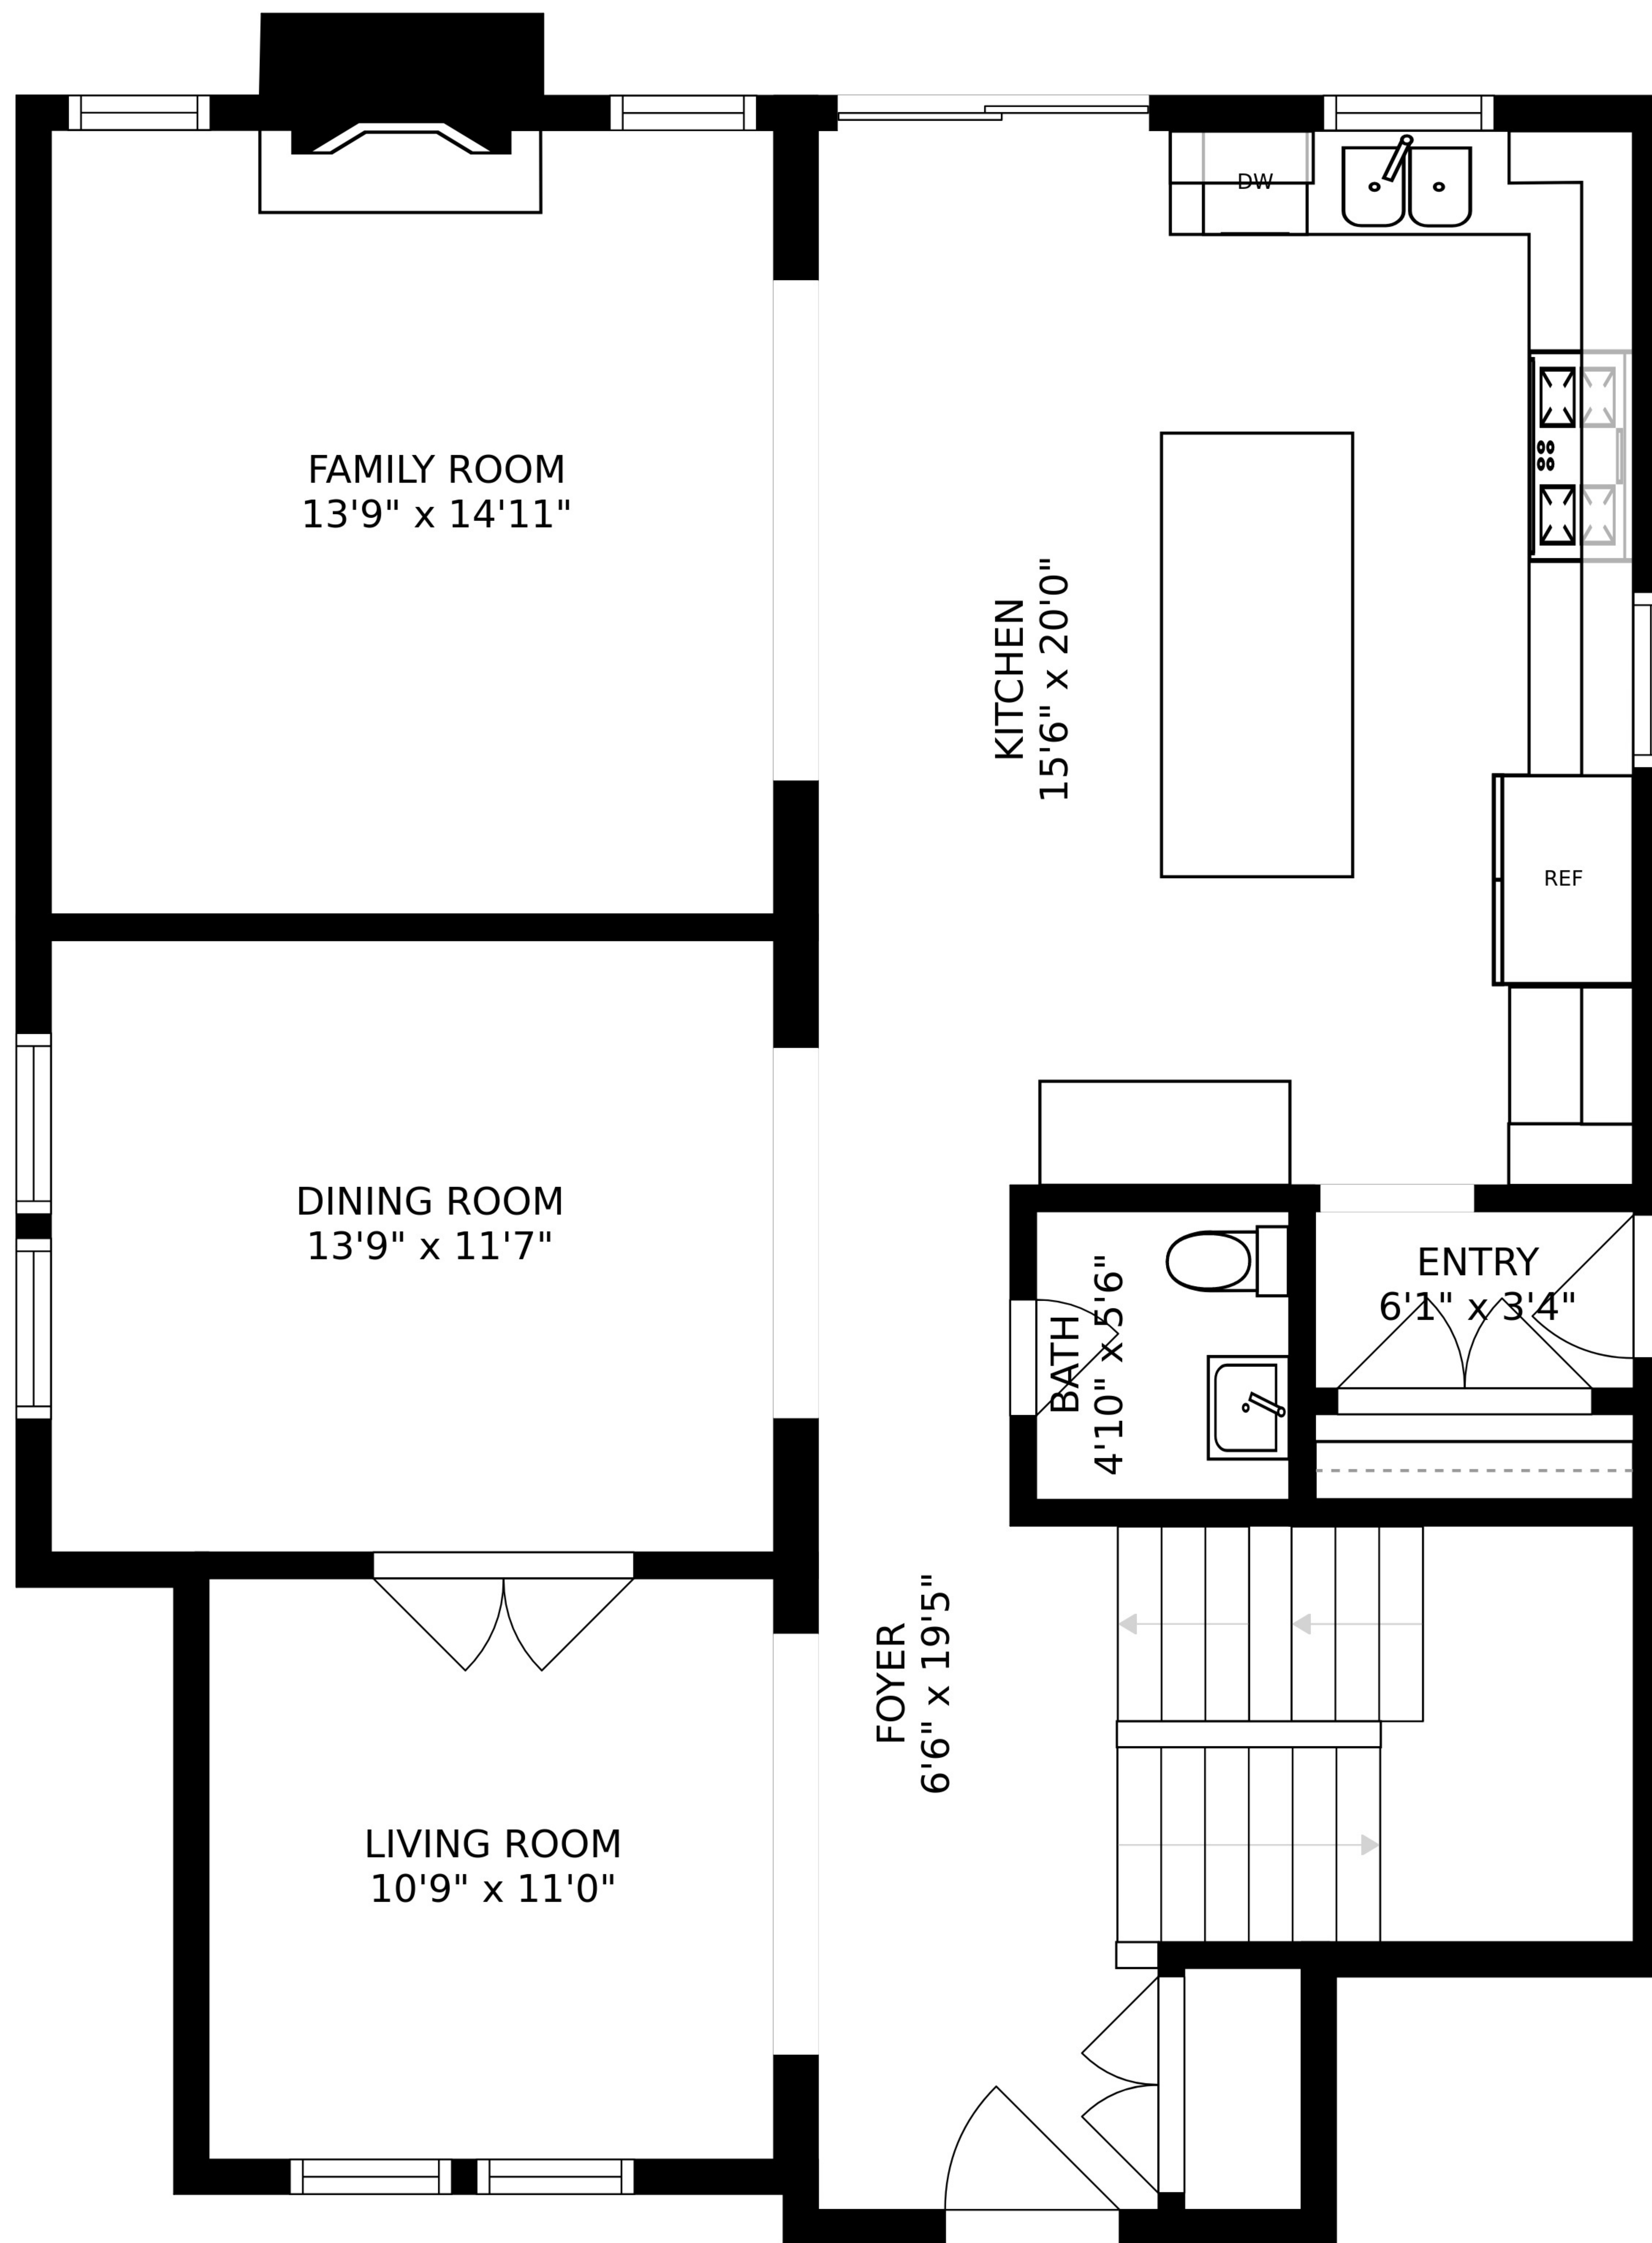 DW
FAMILY ROOM
13'9" x 14'11"
KITCHEN
15'6" x 20'0"
REF
DINING ROOM
13'9" x 11'7"
ENTRY
6'1" x 3'4"
BATH
4'10" x 5'6"
FOYER
6'6" x 19'5"
LIVING ROOM
10'9" x 11'0"